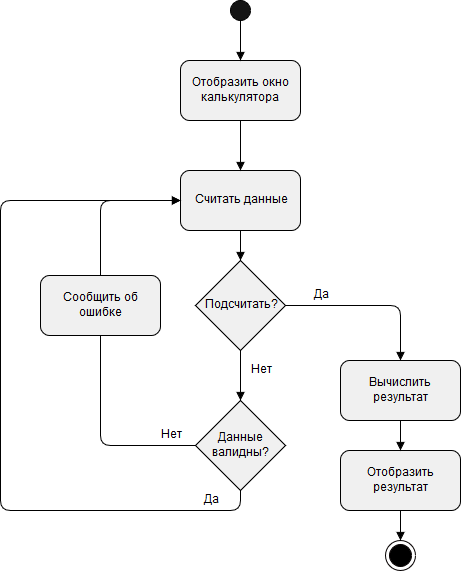 Отобразить окно
калькулятора
Считать данные
Сообщить об
ошибке
Подсчитать?
Да
Нет
Вычислить
результат
Данные
валидны?
Нет
Да
Отобразить
результат